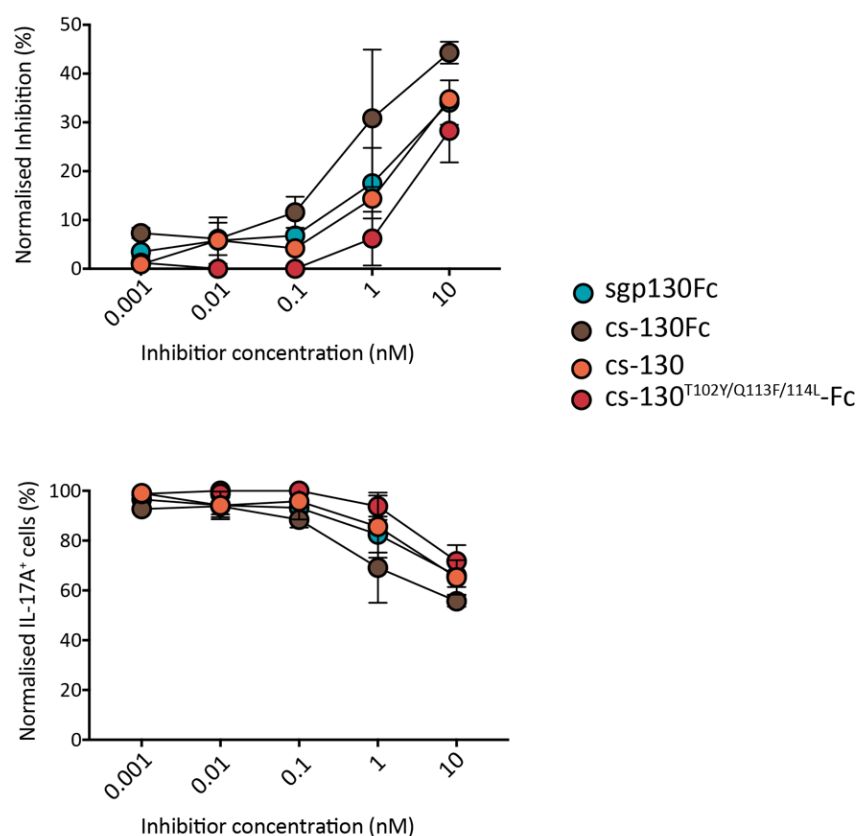 Normalised Inhibition (%)
50
40
30
20
10
0
0.001
0.01
0.1
1
10
Inhibitior concentration (nM)
sgp130Fc
cs-130Fc
cs-130
cs-130T102Y/Q113F/114L-Fc
Normalised IL-17A+ cells (%)
100
80
60
40
20
0
0.001
0.01
0.1
1
10
Inhibitior concentration (nM)